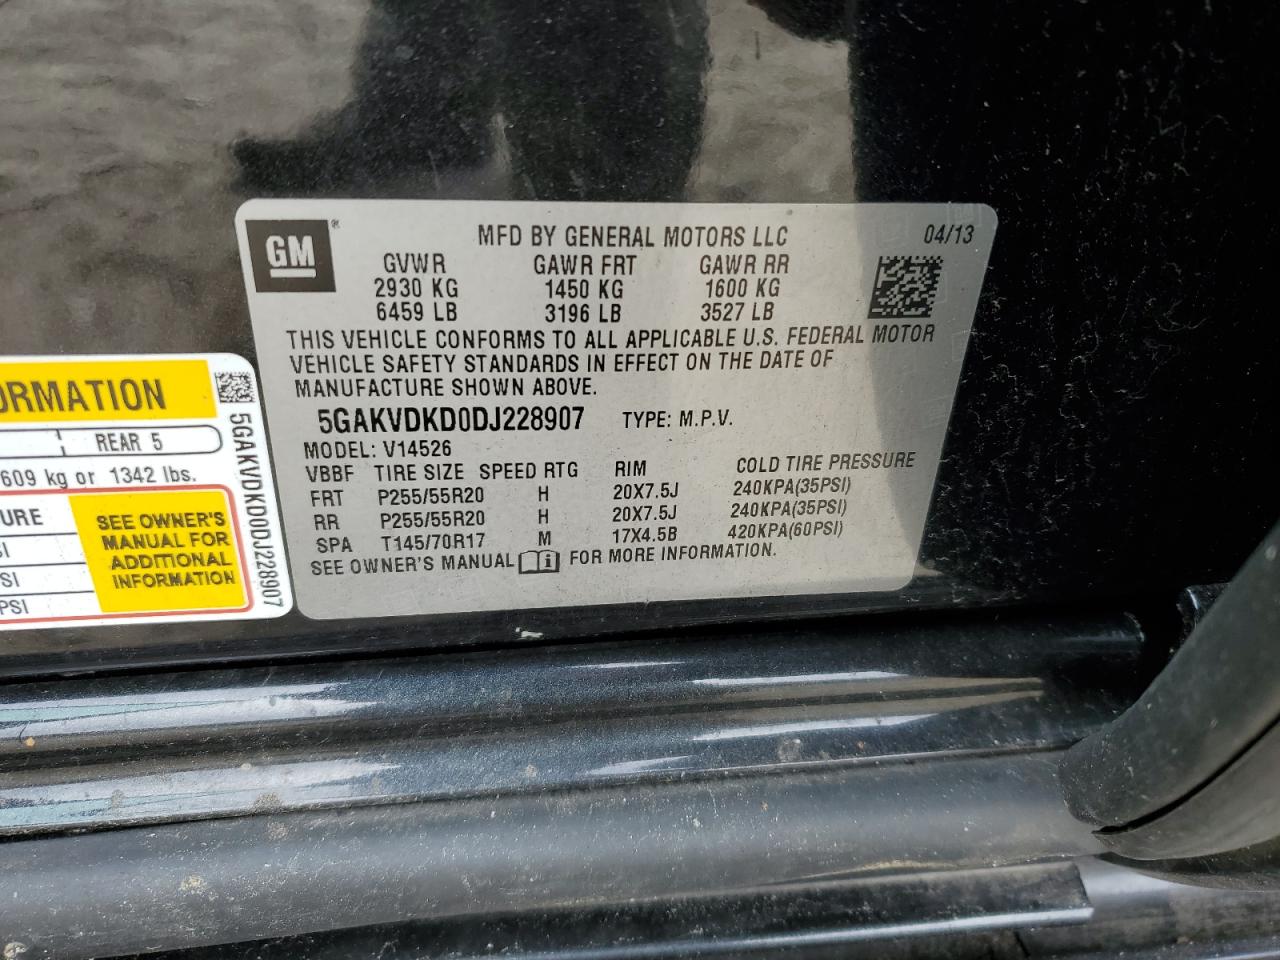 GM ®
MFD BY GENERAL MOTORS LLC 04/13
GVWR GAWR FRT GAWR RR
2930 KG 1450 KG 1600 KG
6459 LB 3196 LB 3527 LB
THIS VEHICLE CONFORMS TO ALL APPLICABLE U.S. FEDERAL MOTOR
VEHICLE SAFETY STANDARDS IN EFFECT ON THE DATE OF
MANUFACTURE SHOWN ABOVE.
5GAKVDKD0DJ228907 TYPE: M.P.V.
MODEL: V14526
VBBF TIRE SIZE SPEED RTG RIM COLD TIRE PRESSURE
FRT P255/55R20 H 20X7.5J 240KPA(35PSI)
RR P255/55R20 H 20X7.5J 240KPA(35PSI)
SPA T145/70R17 M 17X4.5B 420KPA(60PSI)
SEE OWNER'S MANUAL i FOR MORE INFORMATION.
ORMATION
REAR 5
609 kg or 1342 lbs.
URE
SI
SI
PSI
SEE OWNER'S
MANUAL FOR
ADDITIONAL
INFORMATION
5GAKVDKD0DJ228907